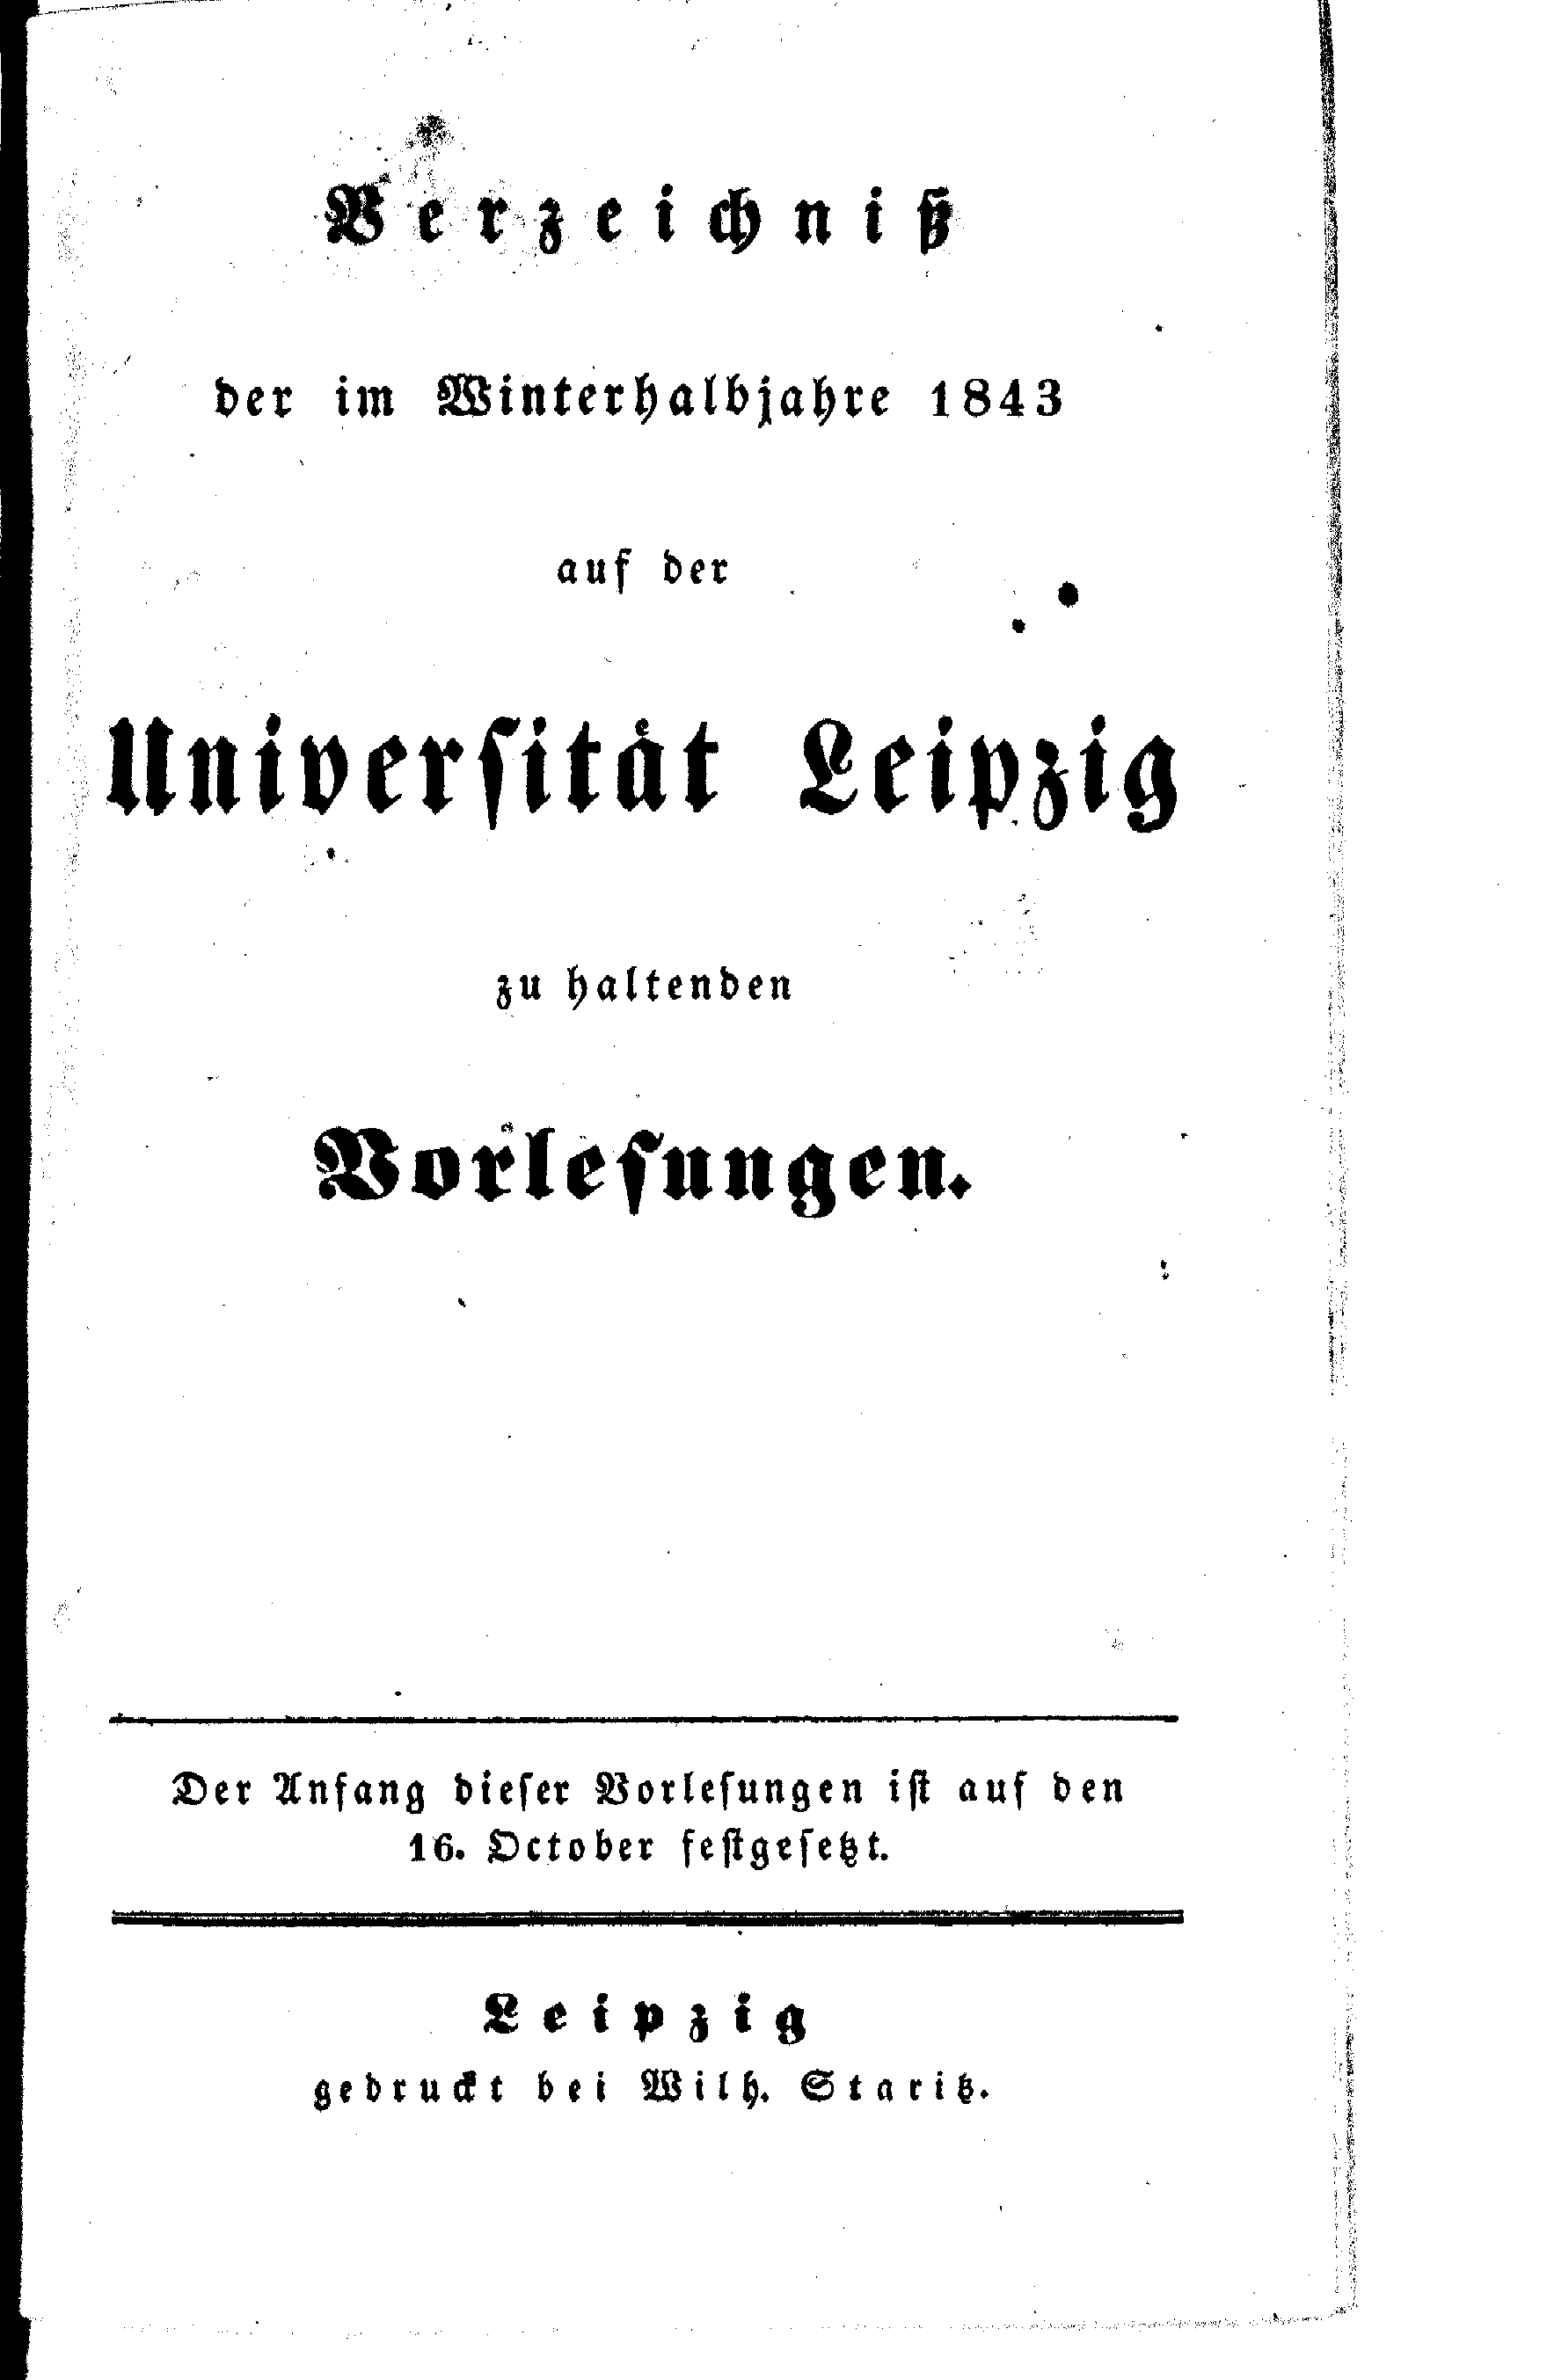 Verzeichniß
der im Winterhalbjahre 1843
auf der
Universität Leipzig
zu haltenden
Vorlesungen.
Der Anfang dieser Vorlesungen ist auf den
16. October festgesetzt.
Leipzig
gedruckt bei Wilh. Staritz.